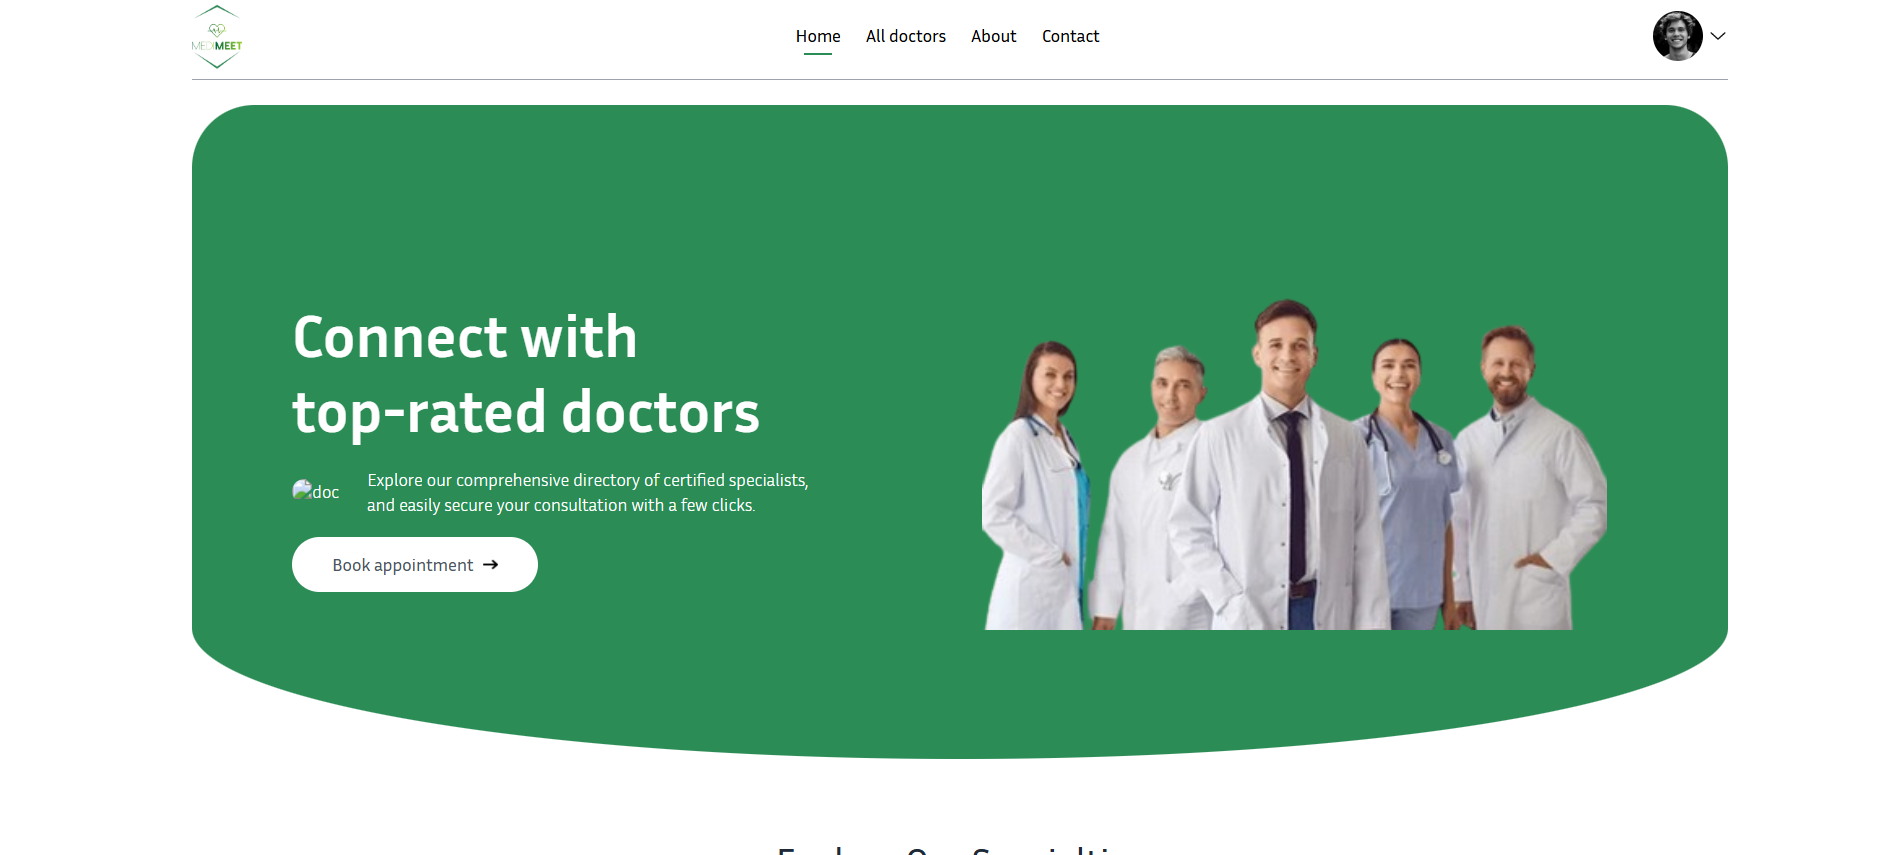 MEDIMEET
Home
All doctors
About
Contact
Connect with
top-rated doctors
doc
Explore our comprehensive directory of certified specialists,
and easily secure your consultation with a few clicks.
Book appointment